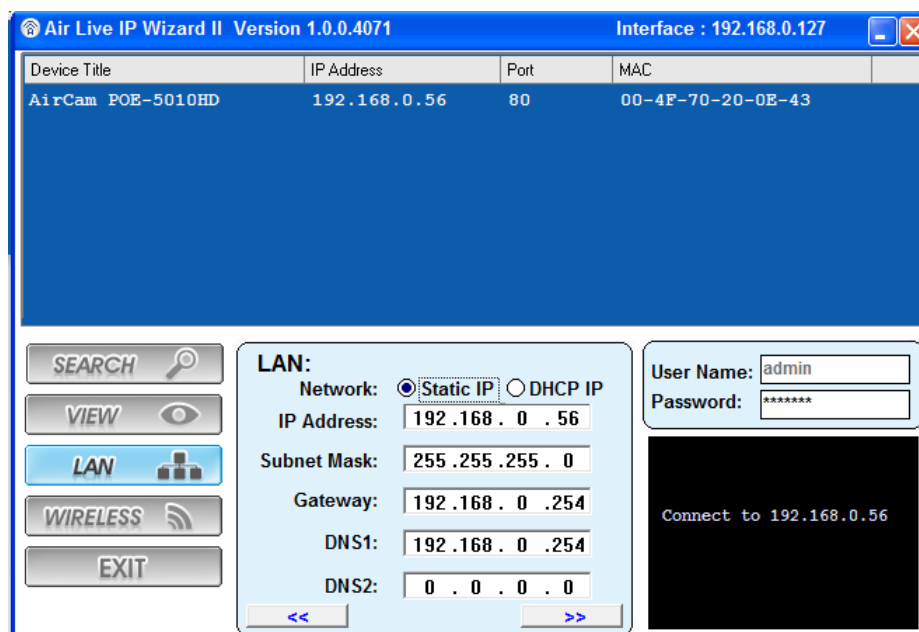 Air Live IP Wizard II Version 1.0.0.4071 Interface : 192.168.0.127
Device Title IP Address Port MAC
AirCam POE-5010HD 192.168.0.56 80 00-4F-70-20-0E-43
SEARCH
VIEW
LAN
WIRELESS
EXIT
LAN:
Network: Static IP DHCP IP
IP Address: 192.168. 0 .56
Subnet Mask: 255.255.255. 0
Gateway: 192.168. 0 .254
DNS1: 192.168. 0 .254
DNS2: 0 . 0 . 0 . 0
<< >>
User Name: admin
Password: *******
Connect to 192.168.0.56